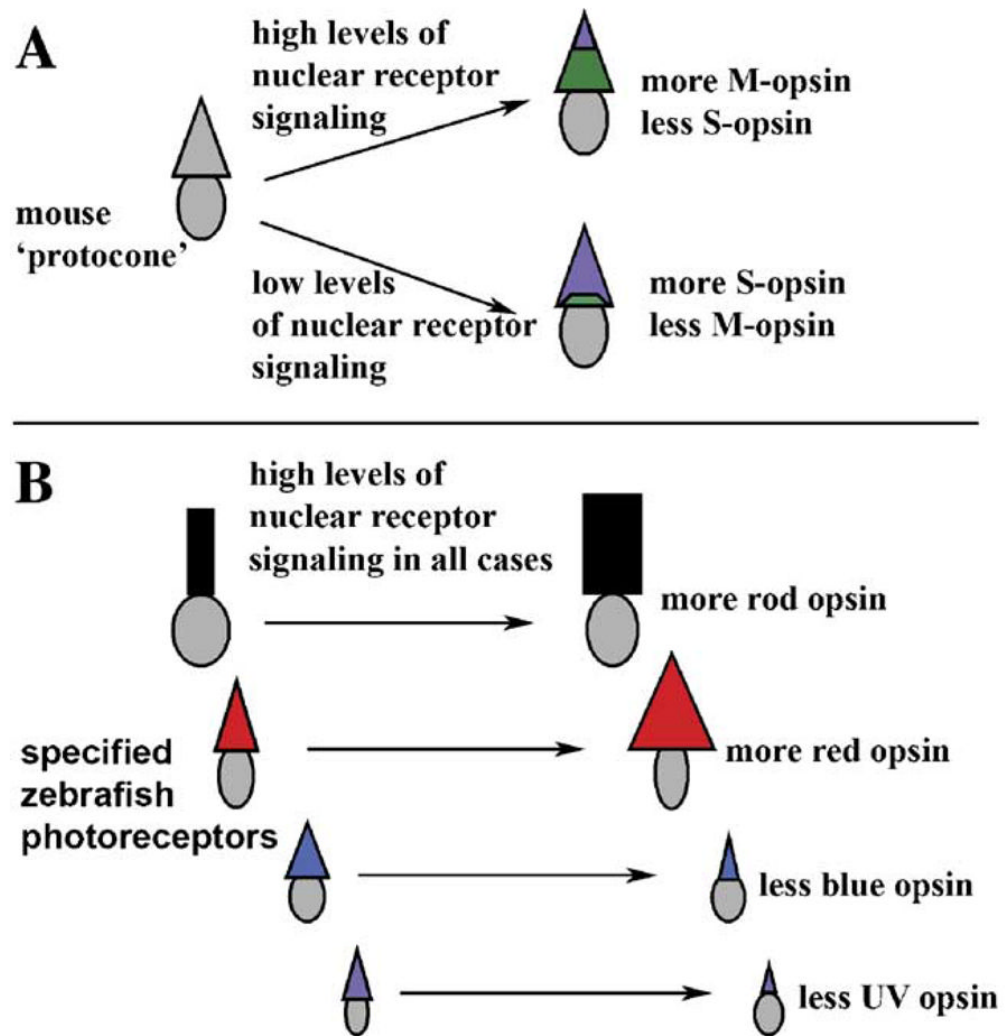 A
high levels of
nuclear receptor
signaling
more M-opsin
less S-opsin
mouse
‘protocone’
low levels
of nuclear receptor
signaling
more S-opsin
less M-opsin
B
high levels of
nuclear receptor
signaling in all cases
more rod opsin
specified
zebrafish
photoreceptors
more red opsin
less blue opsin
less UV opsin